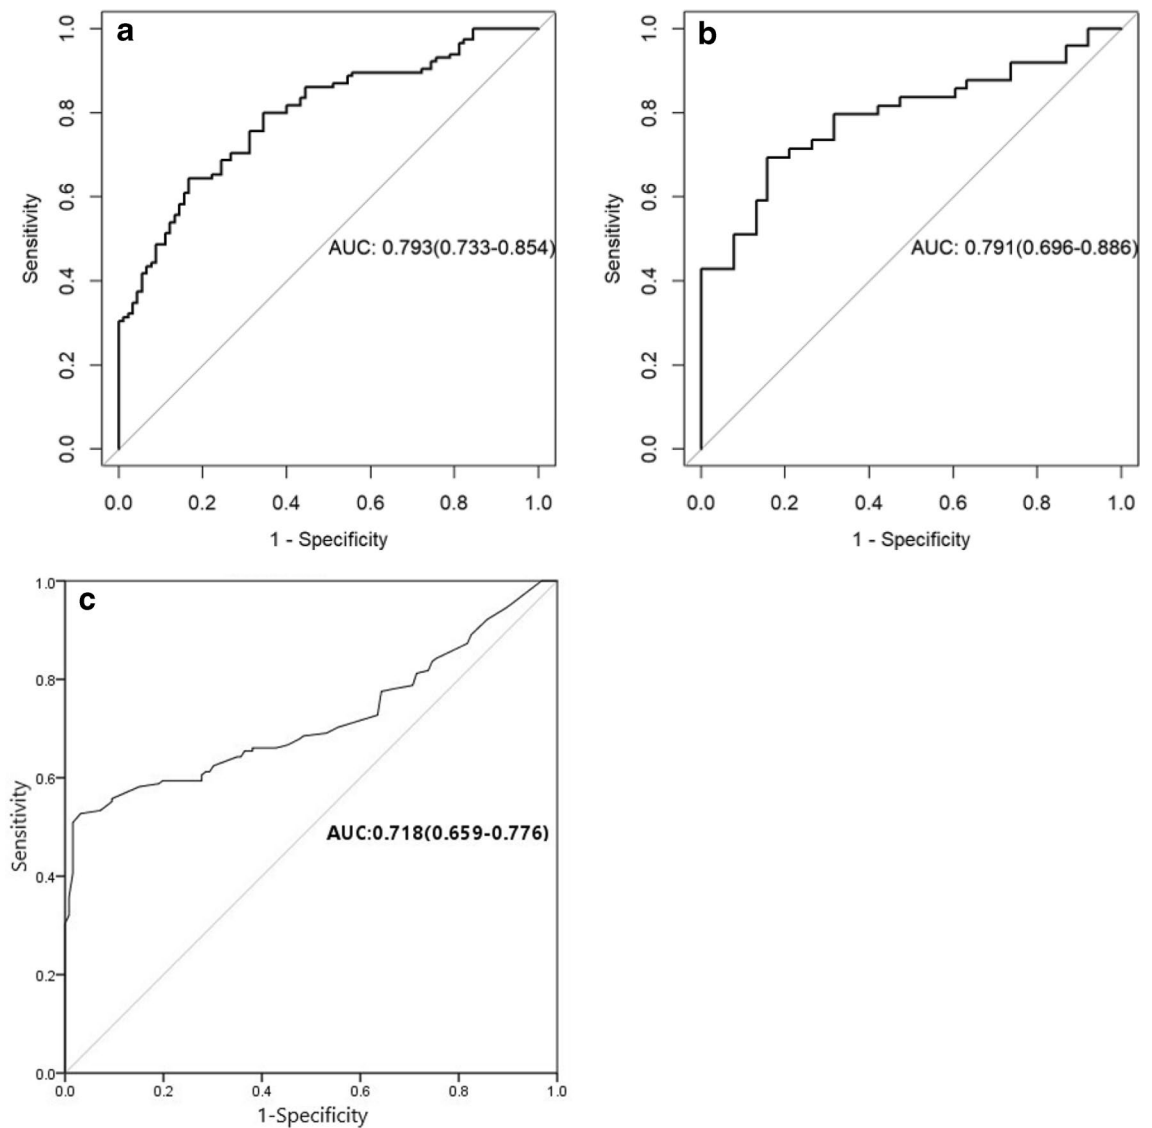 a
1.0
0.8
0.6
0.4
0.2
0.0
Sensitivity
AUC: 0.793(0.733-0.854)
0.0 0.2 0.4 0.6 0.8 1.0
1 - Specificity
b
1.0
0.8
0.6
0.4
0.2
0.0
Sensitivity
AUC: 0.791(0.696-0.886)
0.0 0.2 0.4 0.6 0.8 1.0
1 - Specificity
c
1.0
0.8
0.6
0.4
0.2
0.0
Sensitivity
AUC:0.718(0.659-0.776)
0.0 0.2 0.4 0.6 0.8 1.0
1-Specificity